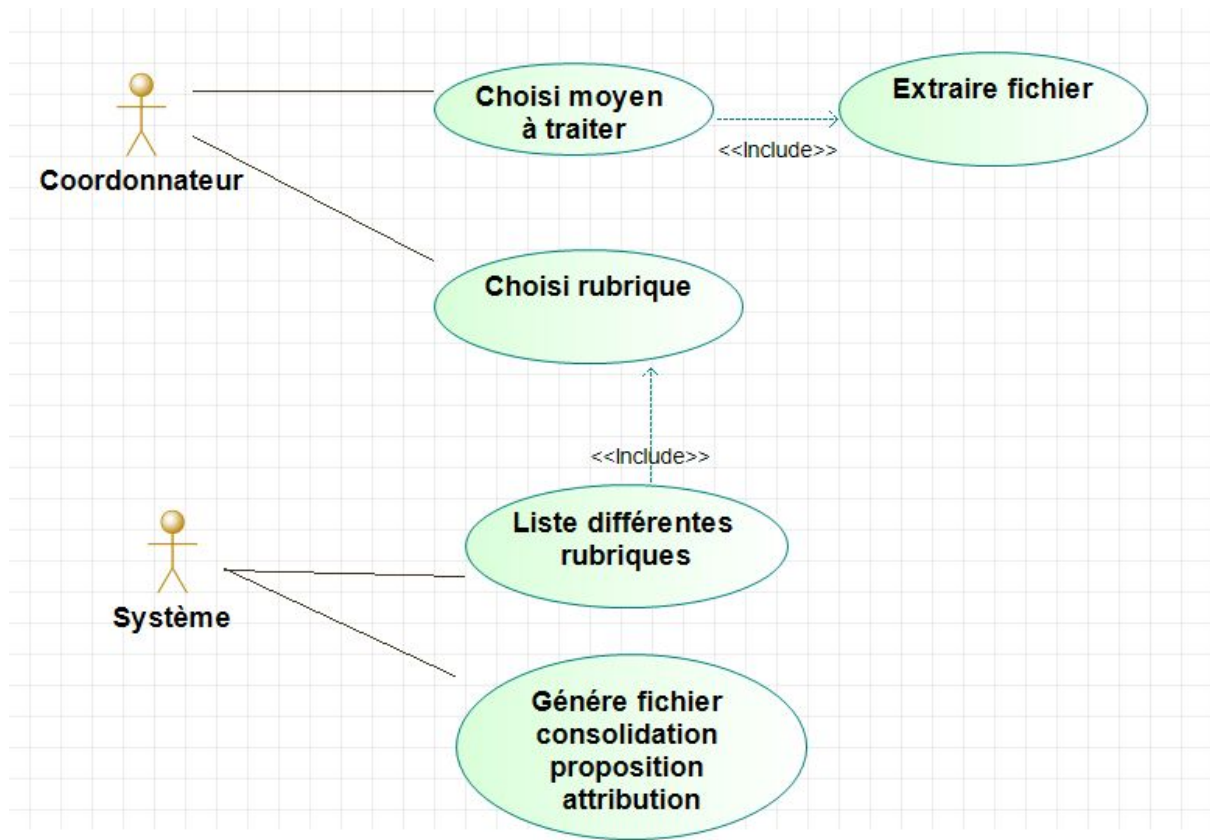 Choisi moyen
à traiter
Extraire fichier
<<Include>>
Coordonnateur
Choisi rubrique
<<Include>>
Liste différentes
rubriques
Système
Génére fichier
consolidation
proposition
attribution